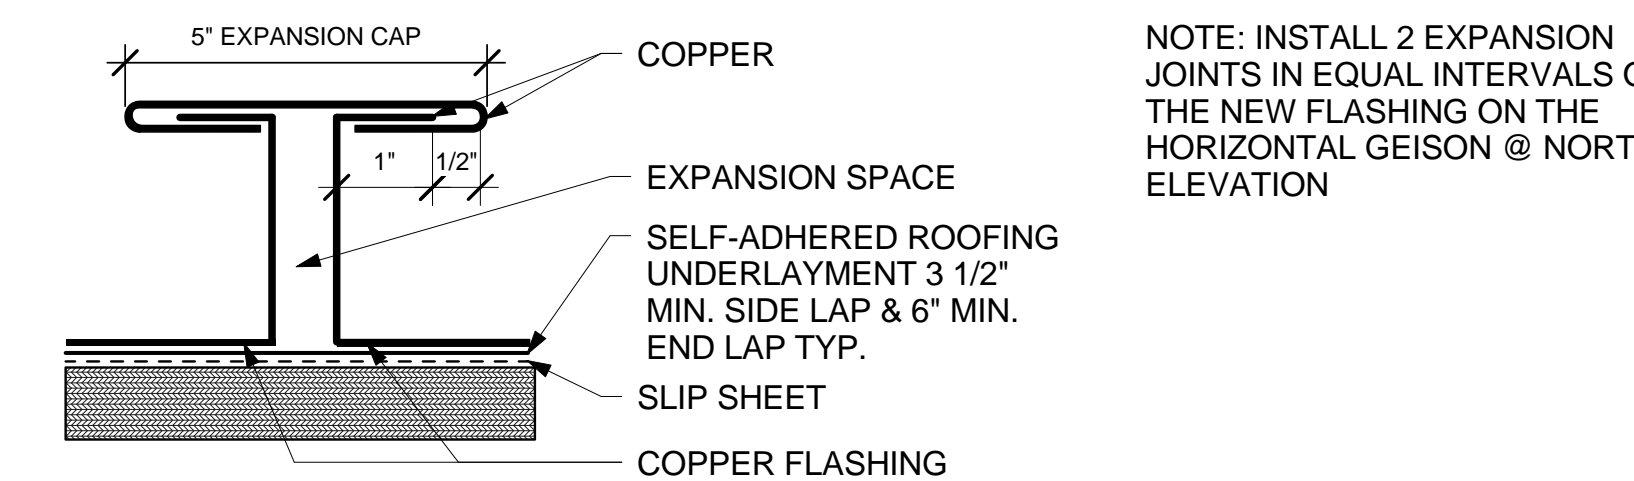 5" EXPANSION CAP
COPPER
1"
1/2"
EXPANSION SPACE
SELF-ADHERED ROOFING
UNDERLAYMENT 3 1/2"
MIN. SIDE LAP & 6" MIN.
END LAP TYP.
SLIP SHEET
COPPER FLASHING
NOTE: INSTALL 2 EXPANSION
JOINTS IN EQUAL INTERVALS
THE NEW FLASHING ON THE
HORIZONTAL GEISON @ NORT
ELEVATION